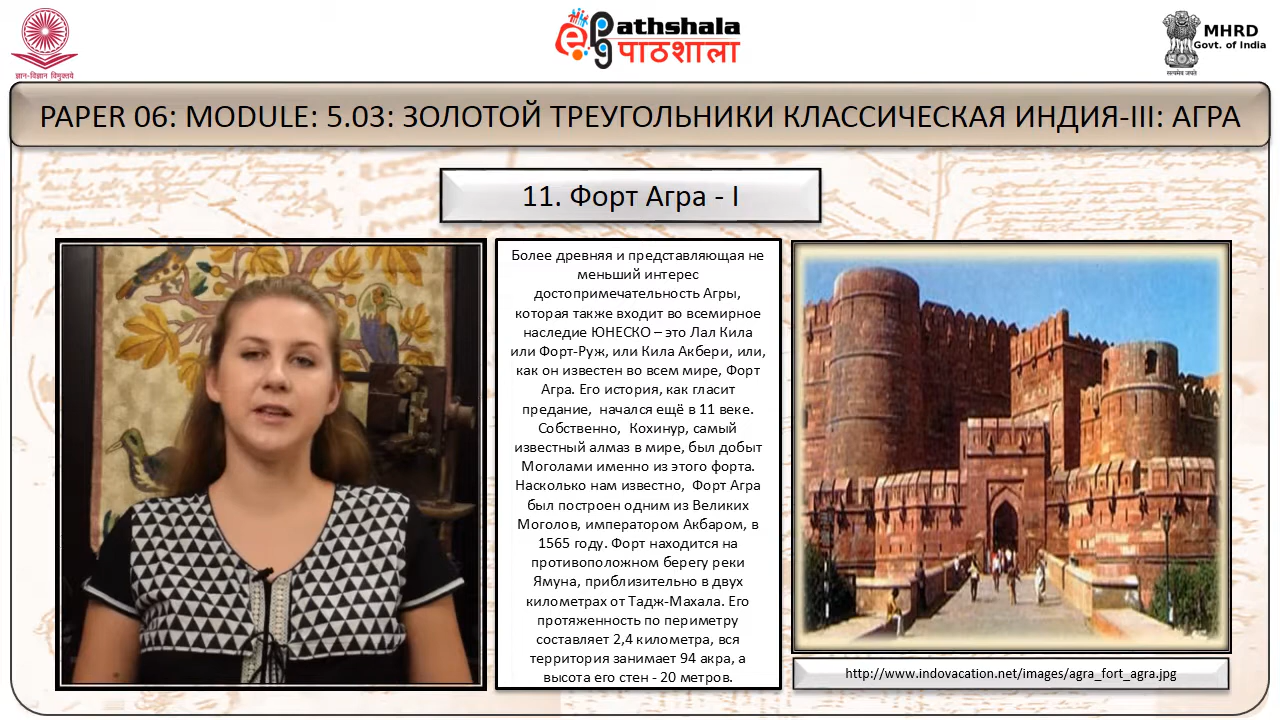 ज्ञान-विज्ञान विमुक्तये
ePathshala
पाठशाला
MHRD
Govt. of India
सत्यमेव जयते
PAPER 06: MODULE: 5.03: ЗОЛОТОЙ ТРЕУГОЛЬНИКИ КЛАССИЧЕСКАЯ ИНДИЯ-III: АГРА
11. Форт Агра - I
Более древняя и представляющая не
меньший интерес
достопримечательность Агры,
которая также входит во всемирное
наследие ЮНЕСКО – это Лал Кила
или Форт-Руж, или Кила Акбери, или,
как он известен во всем мире, Форт
Агра. Его история, как гласит
предание, начался ещё в 11 веке.
Собственно, Кохинур, самый
известный алмаз в мире, был добыт
Моголами именно из этого форта.
Насколько нам известно, Форт Агра
был построен одним из Великих
Моголов, императором Акбаром, в
1565 году. Форт находится на
противоположном берегу реки
Ямуна, приблизительно в двух
километрах от Тадж-Махала. Его
протяженность по периметру
составляет 2,4 километра, вся
территория занимает 94 акра, а
высота его стен - 20 метров.
http://www.indovacation.net/images/agra_fort_agra.jpg